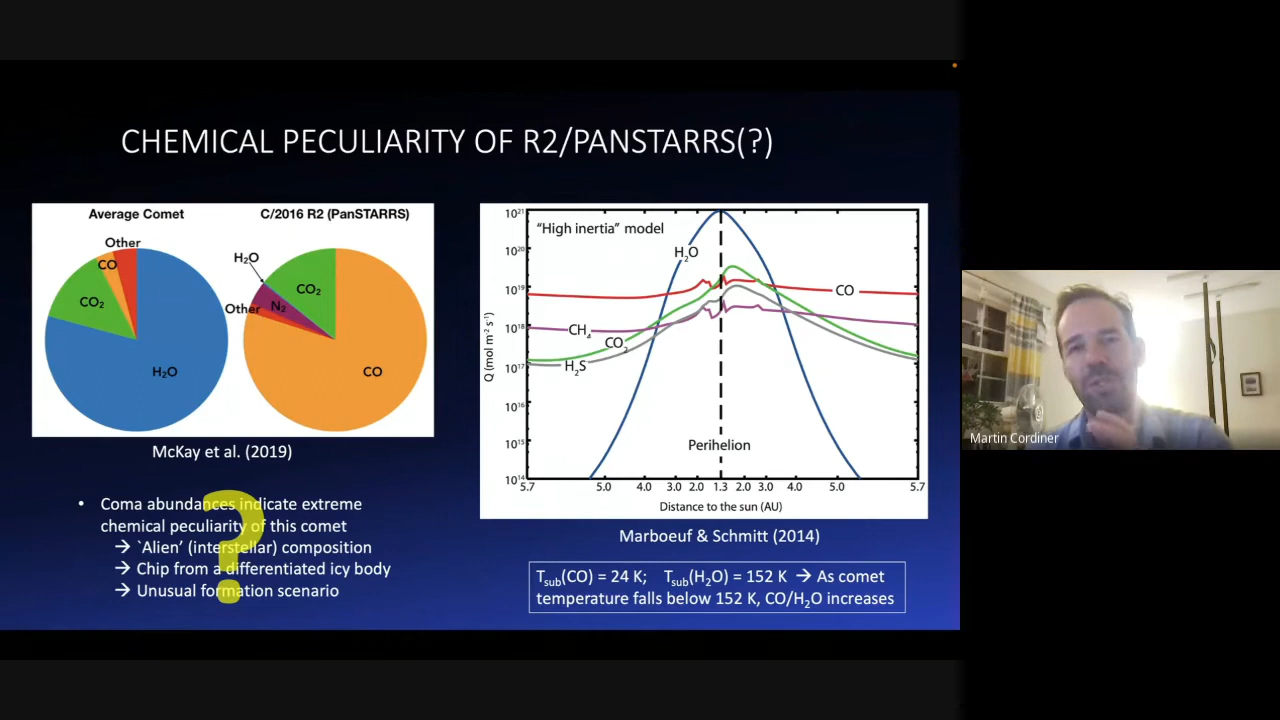 CHEMICAL PECULIARITY OF R2/PANSTARRS(?)
Average Comet
Other
CO
CO₂
H₂O
C/2016 R2 (PanSTARRS)
H₂O
CO₂
Other
N₂
CO
McKay et al. (2019)
• Coma abundances indicate extreme
chemical peculiarity of this comet
→ `Alien' (interstellar) composition
→ Chip from a differentiated icy body
→ Unusual formation scenario
?
10²¹
10²⁰
10¹⁹
10¹⁸
10¹⁷
10¹⁶
10¹⁵
10¹⁴
Q (mol m⁻² s⁻¹)
"High inertia" model
H₂O
CO
CH₄
CO₂
H₂S
Perihelion
5.7 5.0 4.0 3.0 2.0 1.3 2.0 3.0 4.0 5.0 5.7
Distance to the sun (AU)
Marboeuf & Schmitt (2014)
Tsub(CO) = 24 K; Tsub(H₂O) = 152 K → As comet
temperature falls below 152 K, CO/H₂O increases
Martin Cordiner